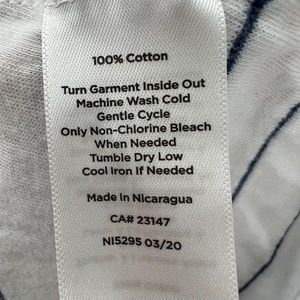 100% Cotton
Turn Garment Inside Out
Machine Wash Cold
Gentle Cycle
Only Non-Chlorine Bleach
When Needed
Tumble Dry Low
Cool Iron If Needed
Made in Nicaragua
CA# 23147
NI5295 03/20